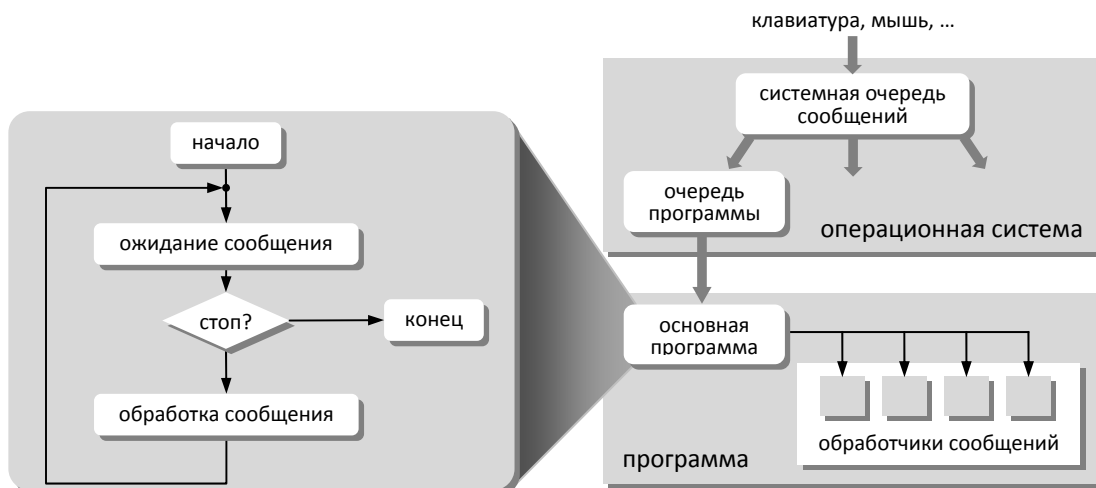 клавиатура, мышь, ...
системная очередь
сообщений
очередь
программы
операционная система
начало
ожидание сообщения
стоп?
конец
обработка сообщения
основная
программа
обработчики сообщений
программа